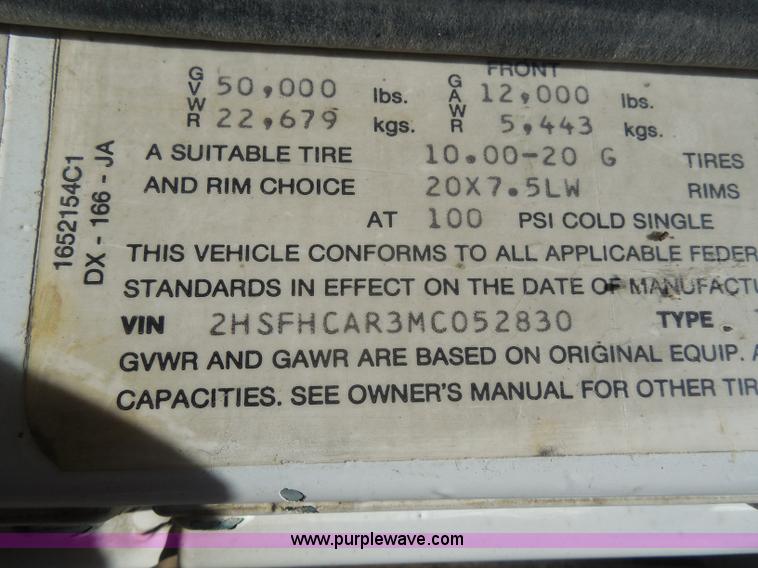 FRONT
GVWR 50,000 lbs. GAWR 12,000 lbs.
22,679 kgs. 5,443 kgs.
A SUITABLE TIRE 10.00-20 G TIRES
AND RIM CHOICE 20X7.5LW RIMS
AT 100 PSI COLD SINGLE
THIS VEHICLE CONFORMS TO ALL APPLICABLE FEDER
STANDARDS IN EFFECT ON THE DATE OF MANUFACTU
VIN 2HSFHCAR3MC052830 TYPE
GVWR AND GAWR ARE BASED ON ORIGINAL EQUIP. A
CAPACITIES. SEE OWNER'S MANUAL FOR OTHER TIR
1652154C1
DX - 166 - JA
www.purplewave.com